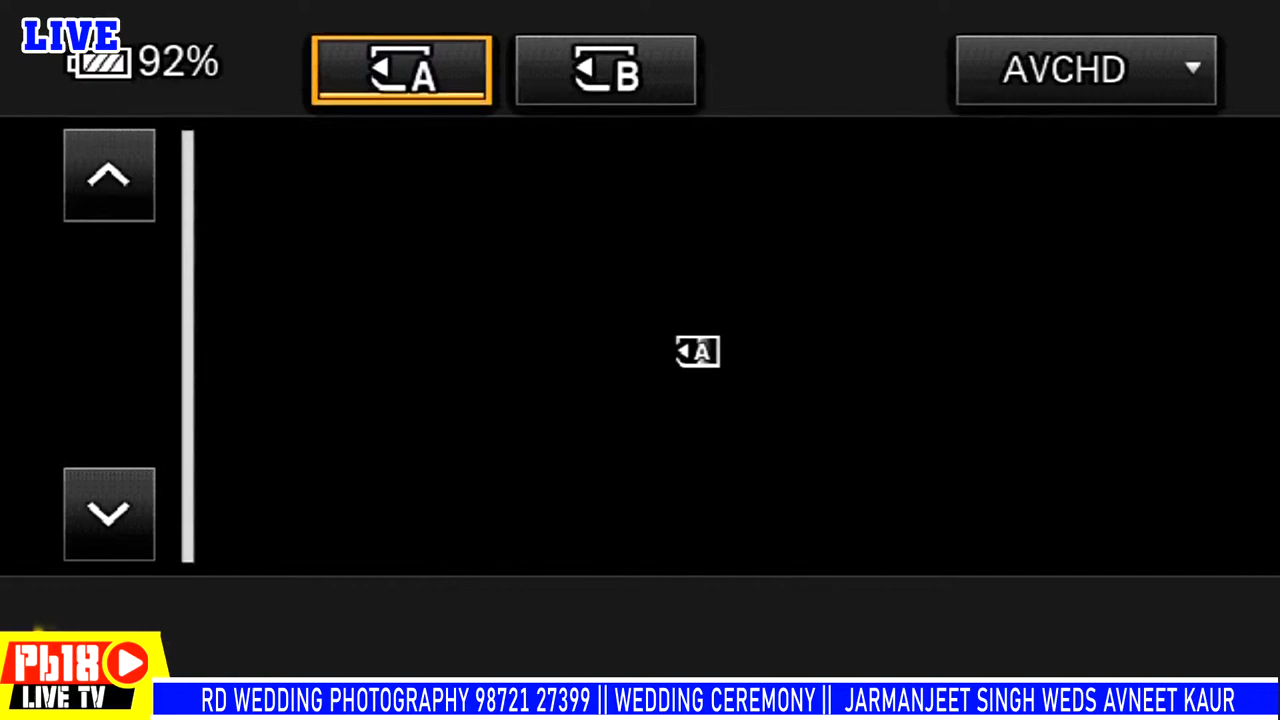 LIVE
92%
A
B
AVCHD
A
Pb18
LIVE TV
RD WEDDING PHOTOGRAPHY 98721 27399 || WEDDING CEREMONY || JARMANJEET SINGH WEDS AVNEET KAUR